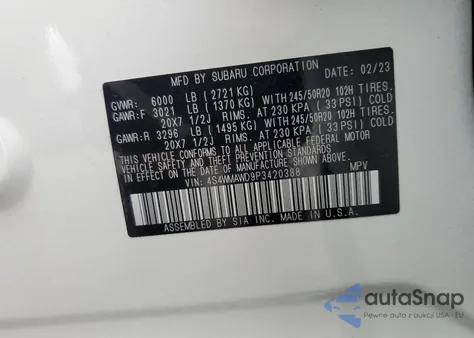 MFD BY SUBARU CORPORATION DATE: 02/23
GVWR: 6000 LB ( 2721 KG)
GAWR:F 3021 LB ( 1370 KG) WITH 245/50R20 102H TIRES
20X7 1/2J RIMS.AT 230 KPA ( 33 PSI) COLD
GAWR:R 3296 LB ( 1495 KG) WITH 245/50R20 102H TIRES
20X7 1/2J RIMS.AT 230 KPA ( 33 PSI) COLD
THIS VEHICLE CONFORMS TO ALL APPLICABLE FEDERAL MOTOR
VEHICLE SAFETY AND THEFT PREVENTION STANDARDS IN EFFECT
ON THE DATE OF MANUFACTURE SHOWN ABOVE.
VIN: 4S4WMAWD9P3420388 MPV
ASSEMBLED BY SIA INC. MADE IN U.S.A.
autaSnap
Pewne auta z aukcji USA - EU